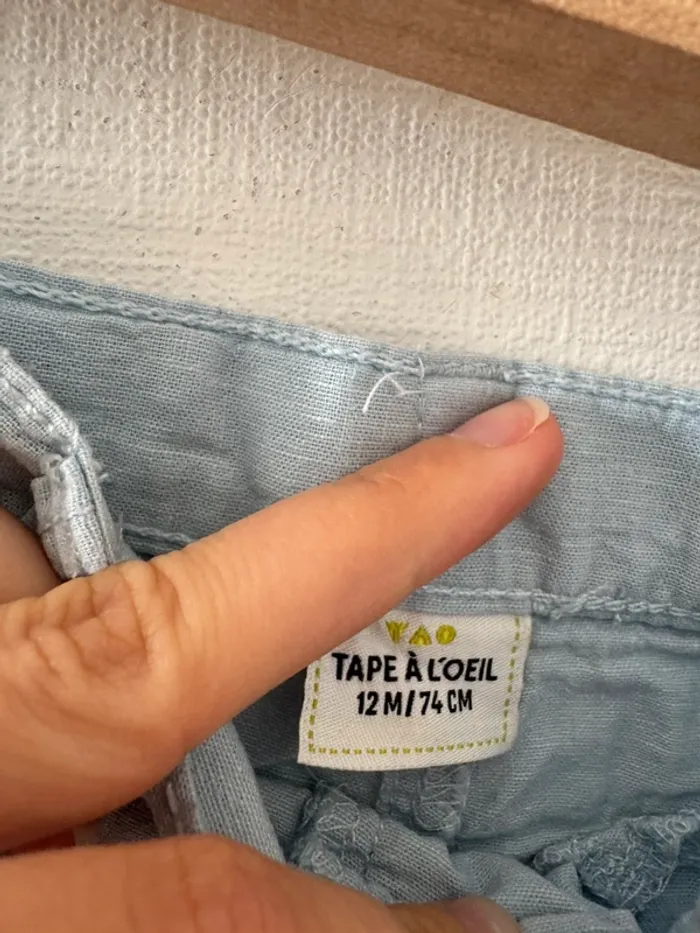 TAO
TAPE À L'OEIL
12 M / 74 CM